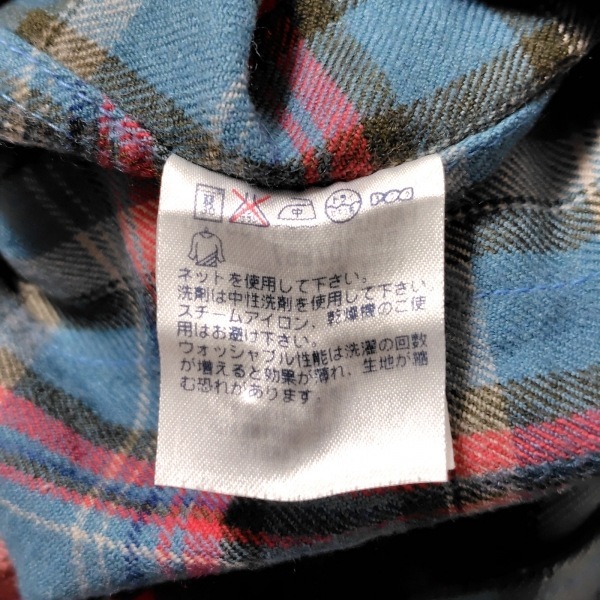 中
ドライ
ネットを使用して下さい。
洗剤は中性洗剤を使用して下さい。
スチームアイロン、乾燥機のご使
用はお避け下さい。
ウォッシャブル性能は洗濯の回数
が増えると効果が薄れ、生地が縮
む恐れがあります。